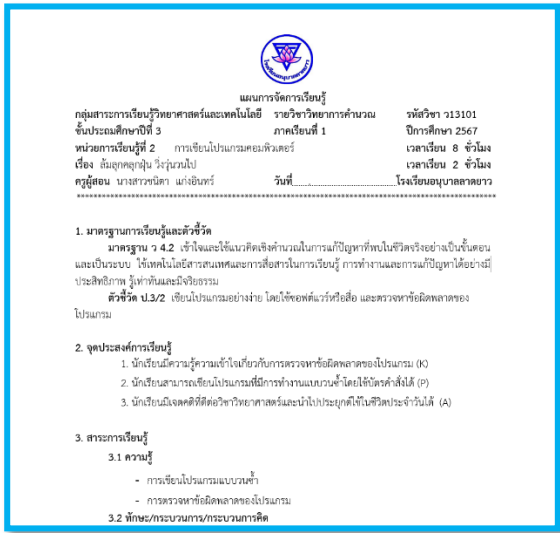 แผนการจัดการเรียนรู้
กลุ่มสาระการเรียนรู้วิทยาศาสตร์และเทคโนโลยี รายวิชาวิทยาการคำนวณ รหัสวิชา ว13101
ชั้นประถมศึกษาปีที่ 3 ภาคเรียนที่ 1 ปีการศึกษา 2567
หน่วยการเรียนรู้ที่ 2 การเขียนโปรแกรมคอมพิวเตอร์ เวลาเรียน 8 ชั่วโมง
เรื่อง ล้มลุกคลุกฝุ่น วิ่งวุ่นวนไป เวลาเรียน 2 ชั่วโมง
ครูผู้สอน นางสาวชนิดา แก่งอินทร์ วันที่ โรงเรียนอนุบาลลาดยาว
1. มาตรฐานการเรียนรู้และตัวชี้วัด
มาตรฐาน ว 4.2 เข้าใจและใช้แนวคิดเชิงคำนวณในการแก้ปัญหาที่พบในชีวิตจริงอย่างเป็นขั้นตอน
และเป็นระบบ ใช้เทคโนโลยีสารสนเทศและการสื่อสารในการเรียนรู้ การทำงานและการแก้ปัญหาได้อย่างมี
ประสิทธิภาพ รู้เท่าทันและมีจริยธรรม
ตัวชี้วัด ป.3/2 เขียนโปรแกรมอย่างง่าย โดยใช้ซอฟต์แวร์หรือสื่อ และตรวจหาข้อผิดพลาดของ
โปรแกรม
2. จุดประสงค์การเรียนรู้
1. นักเรียนมีความรู้ความเข้าใจเกี่ยวกับการตรวจหาข้อผิดพลาดของโปรแกรม (K)
2. นักเรียนสามารถเขียนโปรแกรมที่มีการทำงานแบบวนซ้ำโดยใช้บัตรคำสั่งได้ (P)
3. นักเรียนมีเจตคติที่ดีต่อวิชาวิทยาศาสตร์และนำไปประยุกต์ใช้ในชีวิตประจำวันได้ (A)
3. สาระการเรียนรู้
3.1 ความรู้
- การเขียนโปรแกรมแบบวนซ้ำ
- การตรวจหาข้อผิดพลาดของโปรแกรม
3.2 ทักษะ/กระบวนการ/กระบวนการคิด